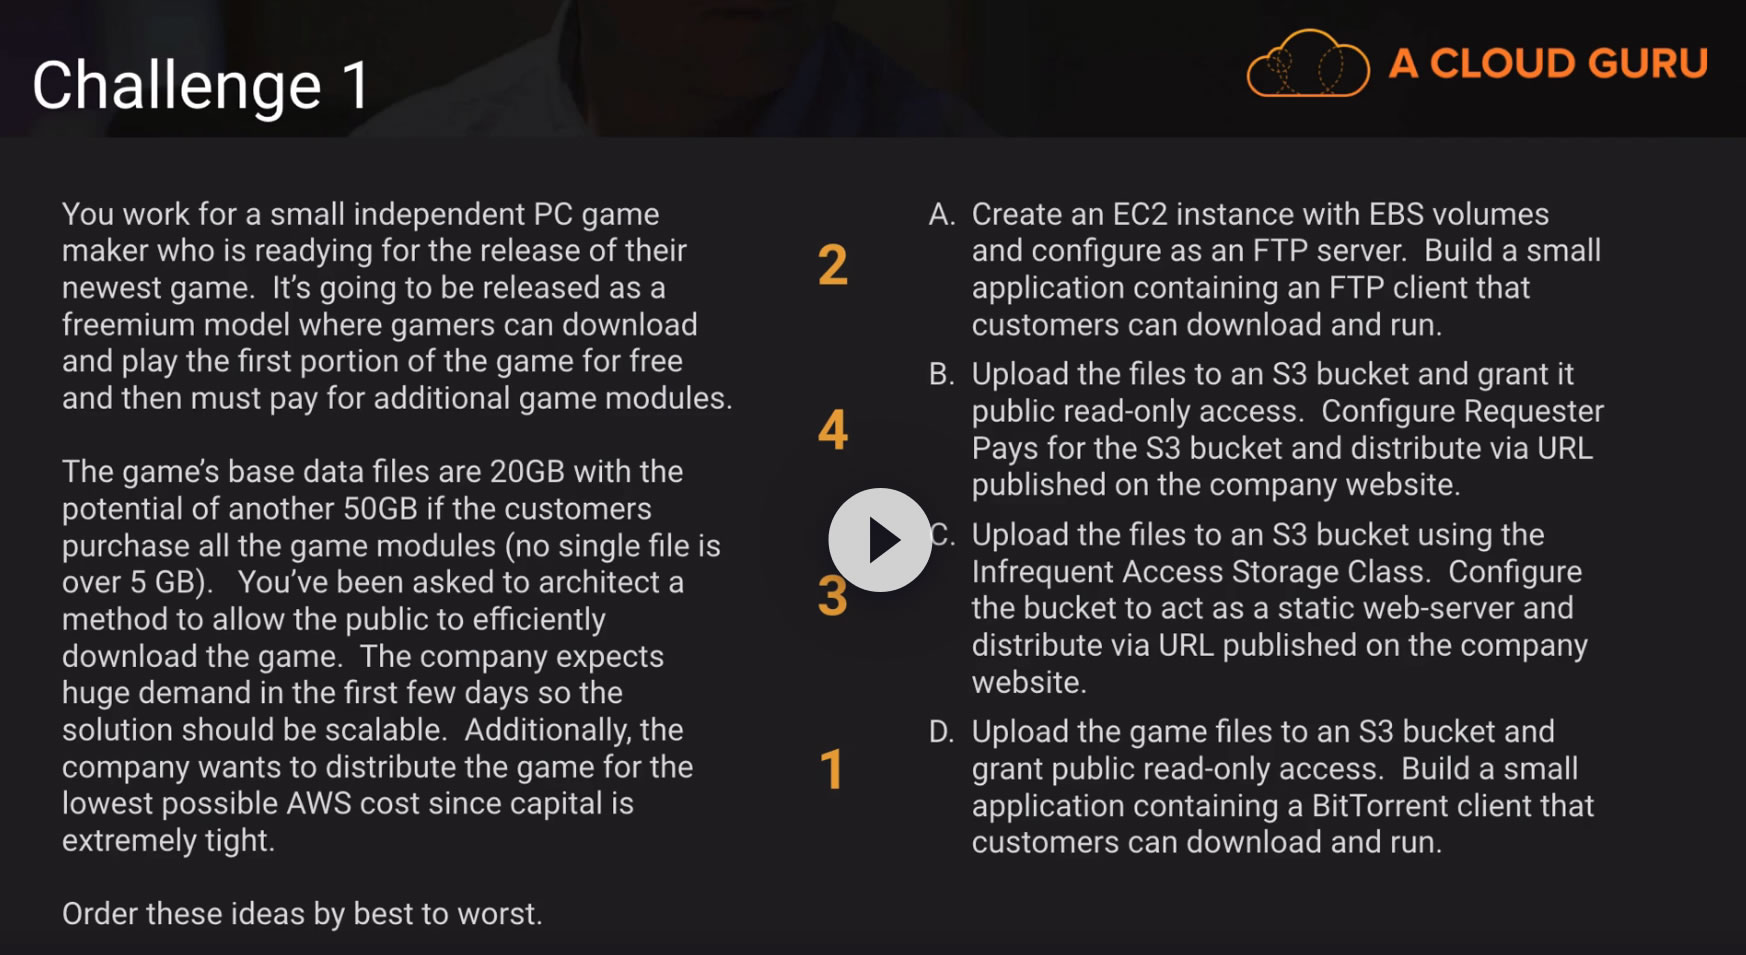 Challenge 1
A CLOUD GURU
You work for a small independent PC game
maker who is readying for the release of their
newest game.  It's going to be released as a
freemium model where gamers can download
and play the first portion of the game for free
and then must pay for additional game modules.
The game's base data files are 20GB with the
potential of another 50GB if the customers
purchase all the game modules (no single file is
over 5 GB).   You've been asked to architect a
method to allow the public to efficiently
download the game.  The company expects
huge demand in the first few days so the
solution should be scalable.  Additionally, the
company wants to distribute the game for the
lowest possible AWS cost since capital is
extremely tight.
Order these ideas by best to worst.
2
A. Create an EC2 instance with EBS volumes
and configure as an FTP server.  Build a small
application containing an FTP client that
customers can download and run.
4
B. Upload the files to an S3 bucket and grant it
public read-only access.  Configure Requester
Pays for the S3 bucket and distribute via URL
published on the company website.
3
C. Upload the files to an S3 bucket using the
Infrequent Access Storage Class.  Configure
the bucket to act as a static web-server and
distribute via URL published on the company
website.
1
D. Upload the game files to an S3 bucket and
grant public read-only access.  Build a small
application containing a BitTorrent client that
customers can download and run.